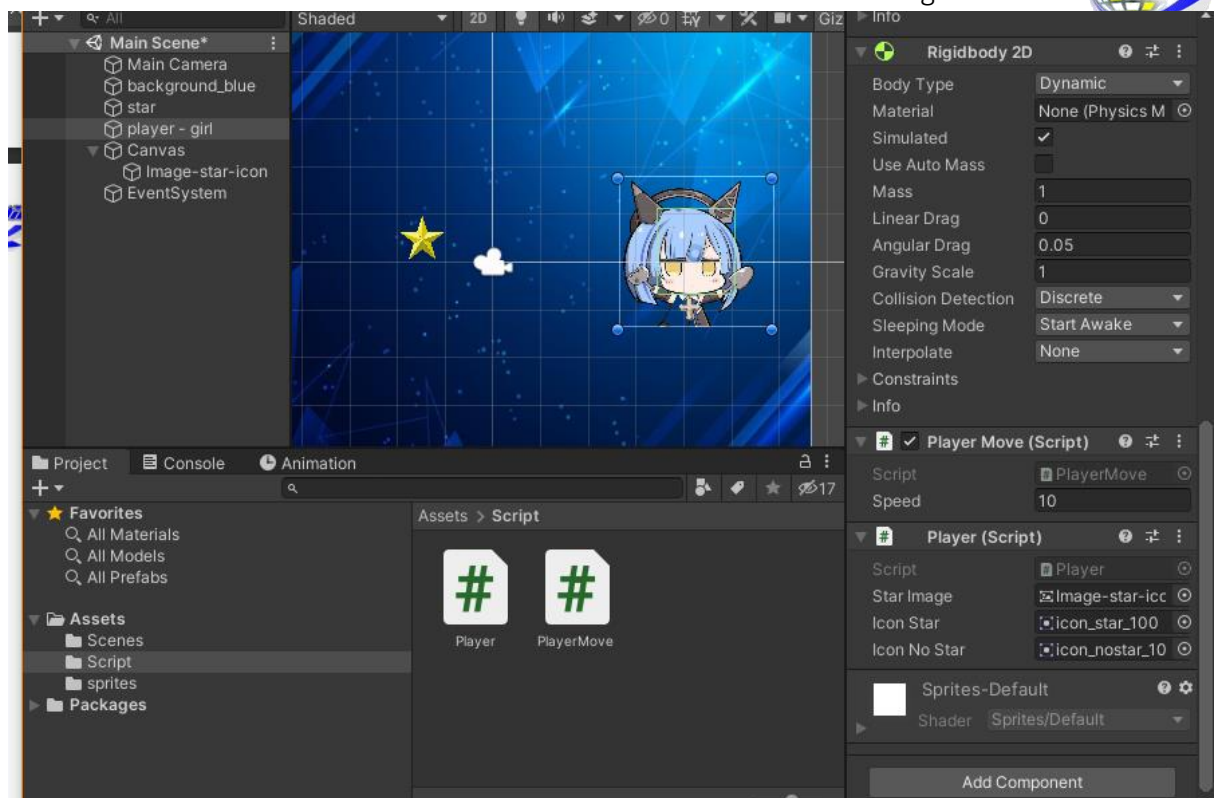 All
Shaded
2D
0
Giz
Main Scene*
Main Camera
background_blue
star
player - girl
Canvas
Image-star-icon
EventSystem
Info
Rigidbody 2D
Body Type Dynamic
Material None (Physics M
Simulated
Use Auto Mass
Mass 1
Linear Drag 0
Angular Drag 0.05
Gravity Scale 1
Collision Detection Discrete
Sleeping Mode Start Awake
Interpolate None
Constraints
Info
Player Move (Script)
Script PlayerMove
Speed 10
Player (Script)
Script Player
Star Image Image-star-icc
Icon Star icon_star_100
Icon No Star icon_nostar_10
Sprites-Default
Shader Sprites/Default
Add Component
Project Console Animation
17
Favorites
All Materials
All Models
All Prefabs
Assets
Scenes
Script
sprites
Packages
Assets > Script
Player PlayerMove